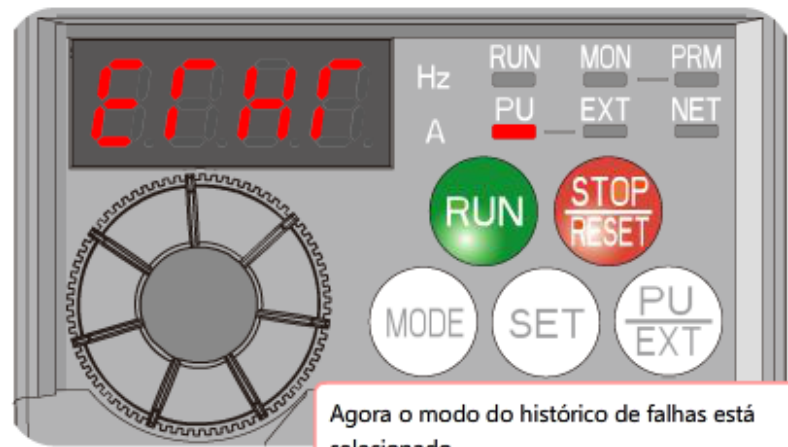 Hz RUN MON PRM
A PU EXT NET
RUN STOP
RESET
MODE SET PU
EXT
Agora o modo do histórico de falhas está
selecionado